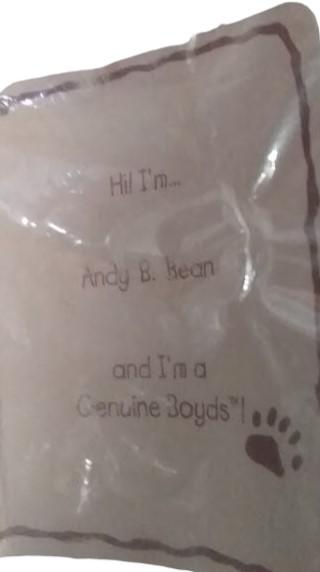 Hi! I'm...
Andy B. Bean
and I'm a
Genuine Boyds™!